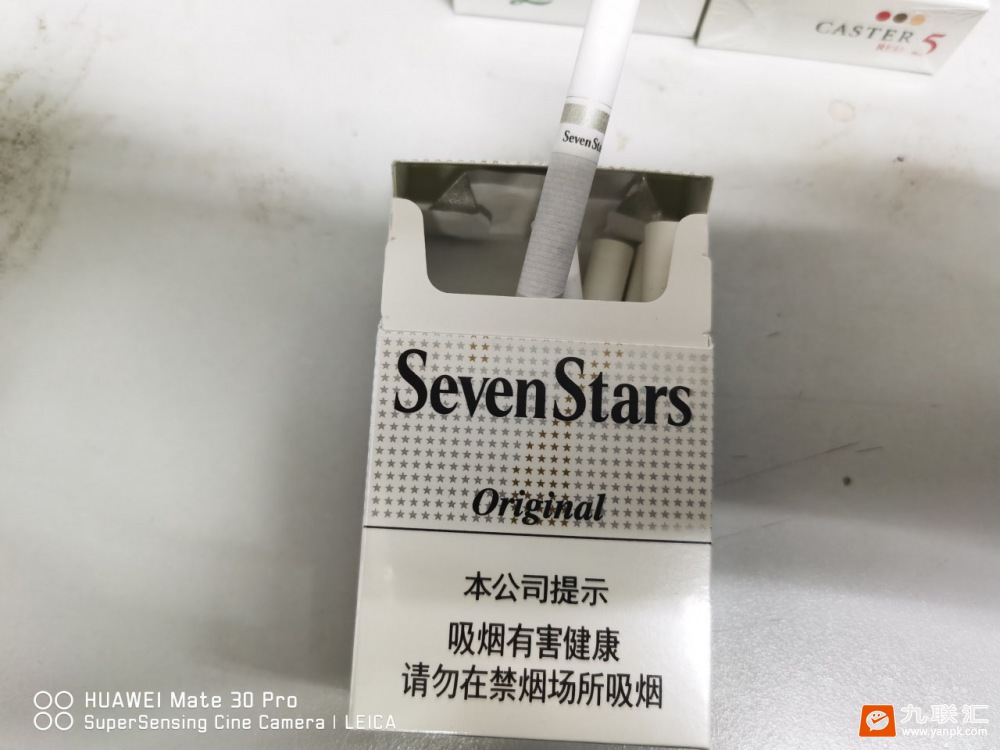 CASTER 5
Seven Sta
Seven Stars
Original
本公司提示
吸烟有害健康
请勿在禁烟场所吸烟
HUAWEI Mate 30 Pro
SuperSensing Cine Camera | LEICA
九联汇
www.yanpk.com